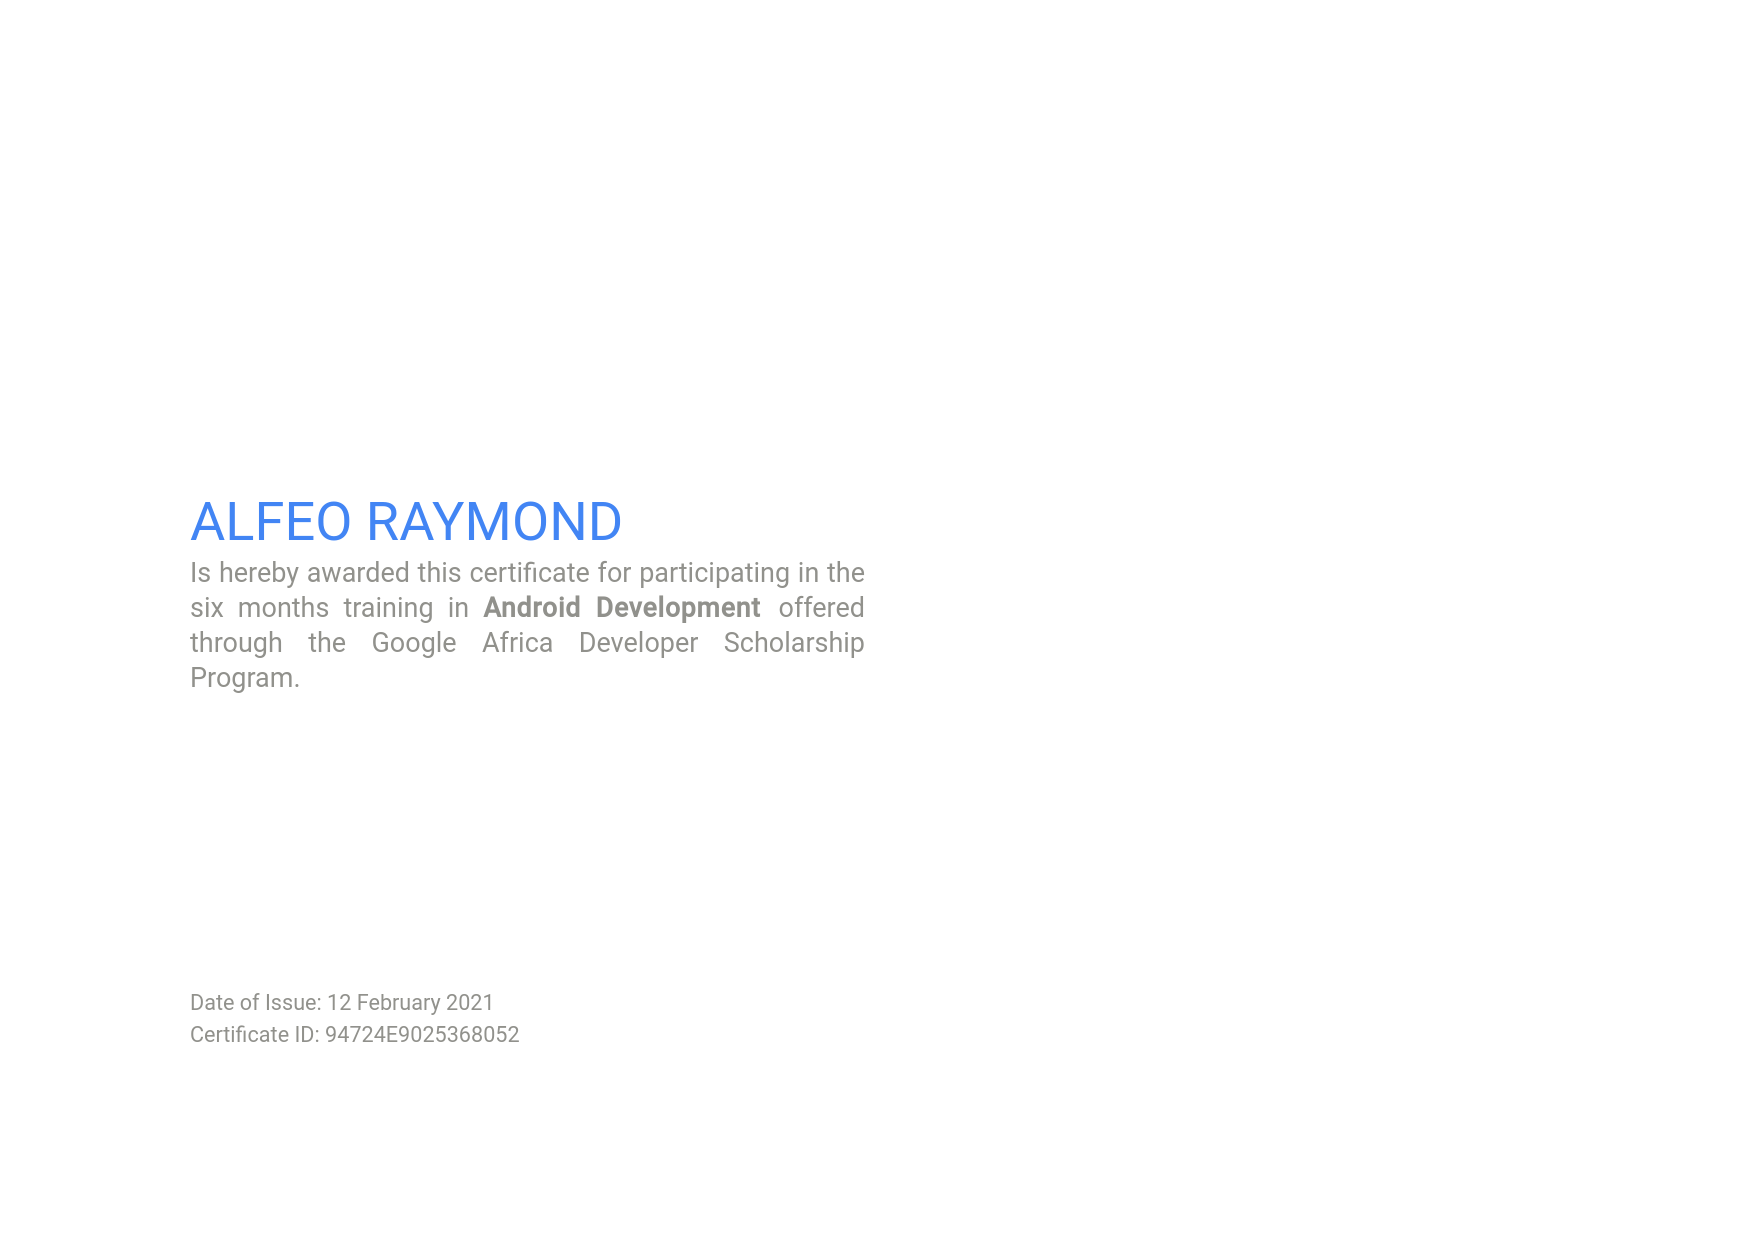 ALFEO RAYMOND
Is hereby awarded this certificate for participating in the
six months training in Android Development offered
through the Google Africa Developer Scholarship
Program.
Date of Issue: 12 February 2021
Certificate ID: 94724E9025368052